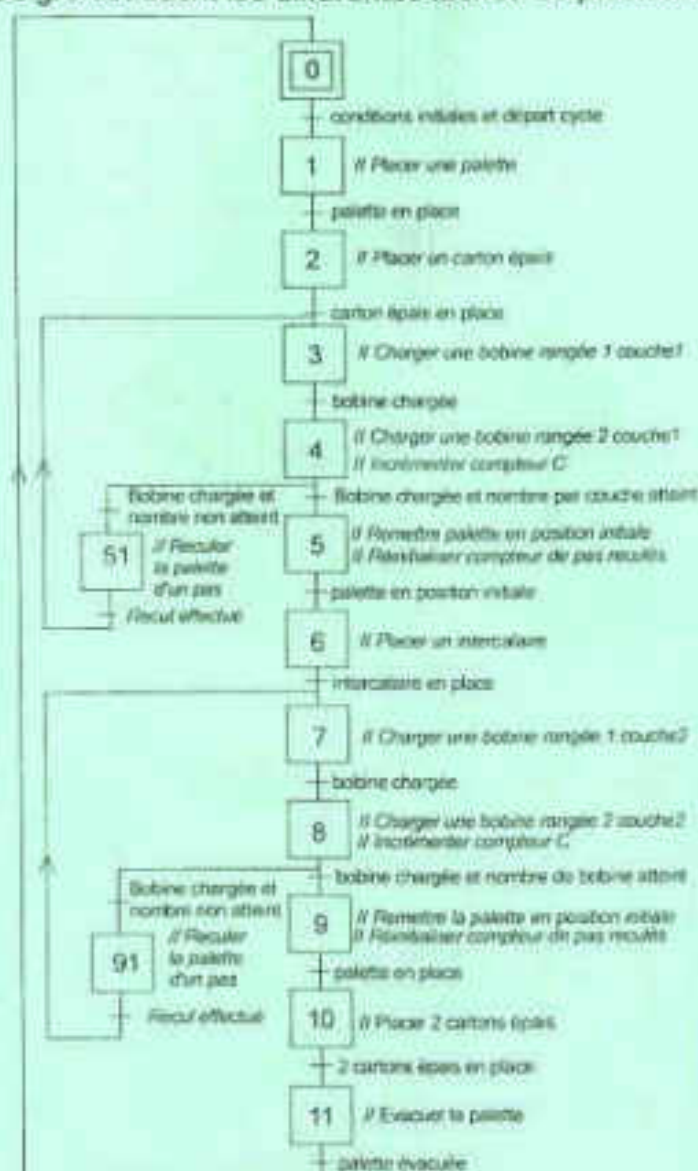 0
conditions initiales et départ cycle
1 // Placer une palette
palette en place
2 // Placer un carton épais
carton épais en place
3 // Charger une bobine rangée 1 couche1
bobine chargée
4 // Charger une bobine rangée 2 couche1
// Incrémenter compteur C
Bobine chargée et
nombre non atteint
Bobine chargée et nombre par couche atteint
51 // Reculer
la palette
d'un pas
5 // Remettre palette en position initiale
// Réinitialiser compteur de pas reculés
Recul effectué
palette en position initiale
6 // Placer un intercalaire
intercalaire en place
7 // Charger une bobine rangée 1 couche2
bobine chargée
8 // Charger une bobine rangée 2 couche2
// Incrémenter compteur C
Bobine chargée et
nombre non atteint
bobine chargée et nombre de bobine atteint
91 // Reculer
la palette
d'un pas
9 // Remettre la palette en position initiale
// Réinitialiser compteur de pas reculés
Recul effectué
palette en place
10 // Placer 2 cartons épais
2 cartons épais en place
11 // Evacuer la palette
palette évacuée